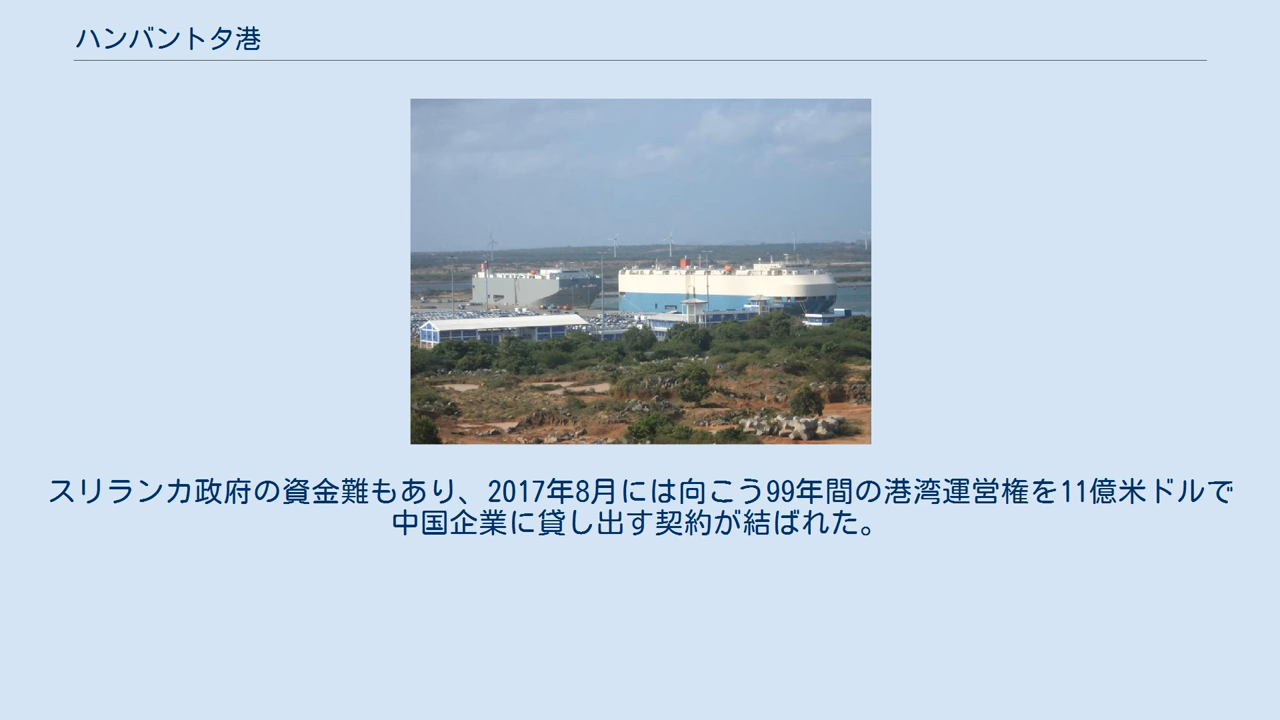 ハンバントタ港
スリランカ政府の資金難もあり、2017年8月には向こう99年間の港湾運営権を11億米ドルで
中国企業に貸し出す契約が結ばれた。